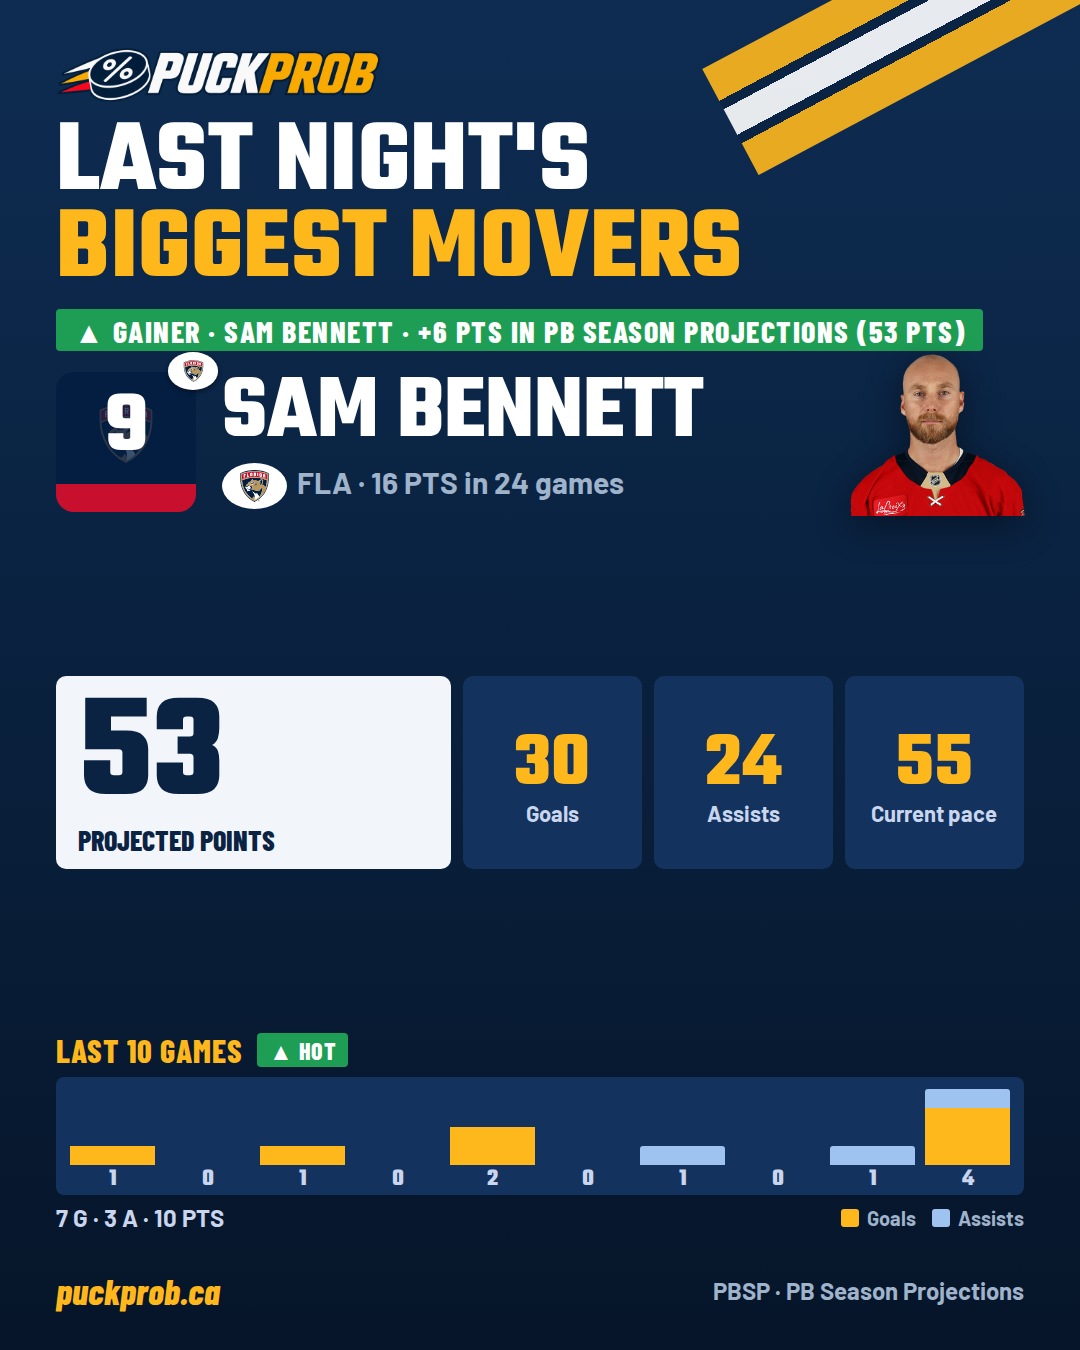 % PUCKPROB
LAST NIGHT'S
BIGGEST MOVERS
▲ GAINER · SAM BENNETT · +6 PTS IN PB SEASON PROJECTIONS (53 PTS)
9
SAM BENNETT
FLA · 16 PTS in 24 games
53
PROJECTED POINTS
30
Goals
24
Assists
55
Current pace
LAST 10 GAMES ▲ HOT
1 0 1 0 2 0 1 0 1 4
7 G · 3 A · 10 PTS
Goals Assists
puckprob.ca
PBSP · PB Season Projections